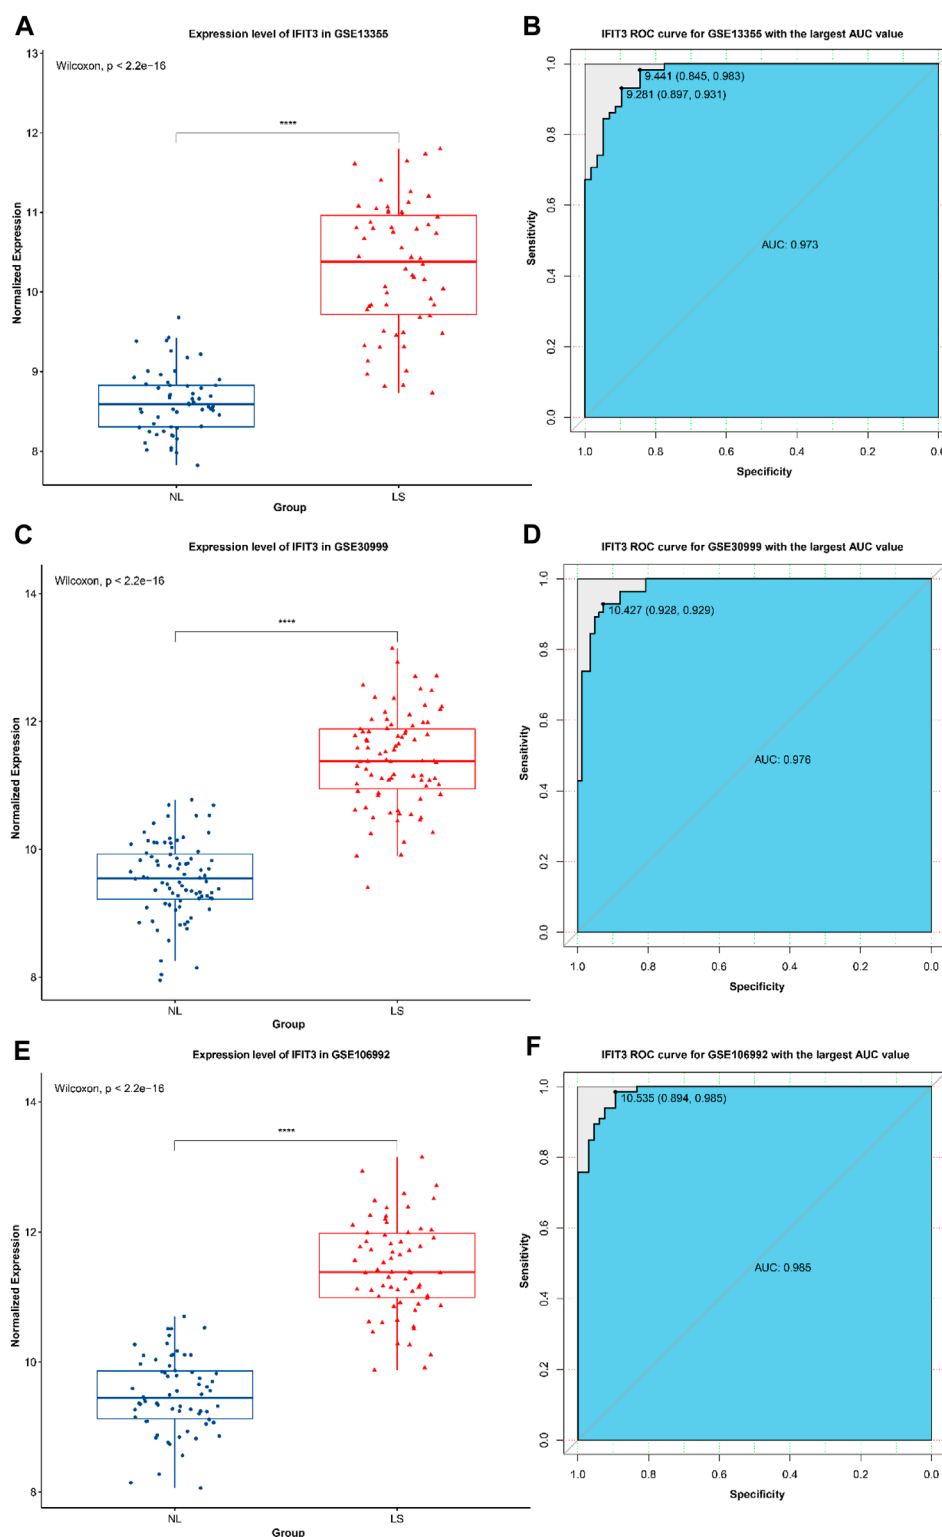 A
Expression level of IFIT3 in GSE13355
Wilcoxon, p < 2.2e−16
****
13
12
11
10
9
8
Normalized Expression
NL
LS
Group
B
IFIT3 ROC curve for GSE13355 with the largest AUC value
9.441 (0.845, 0.983)
9.281 (0.897, 0.931)
AUC: 0.973
1.0
0.8
0.6
0.4
0.2
0.0
Sensitivity
1.0
0.8
0.6
0.4
0.2
Specificity
C
Expression level of IFIT3 in GSE30999
Wilcoxon, p < 2.2e−16
****
14
12
10
8
Normalized Expression
NL
LS
Group
D
IFIT3 ROC curve for GSE30999 with the largest AUC value
10.427 (0.928, 0.929)
AUC: 0.976
1.0
0.8
0.6
0.4
0.2
0.0
Sensitivity
1.0
0.8
0.6
0.4
0.2
0.0
Specificity
E
Expression level of IFIT3 in GSE106992
Wilcoxon, p < 2.2e−16
****
14
12
10
8
Normalized Expression
NL
LS
Group
F
IFIT3 ROC curve for GSE106992 with the largest AUC value
10.535 (0.894, 0.985)
AUC: 0.985
1.0
0.8
0.6
0.4
0.2
0.0
Sensitivity
1.0
0.8
0.6
0.4
0.2
0.0
Specificity